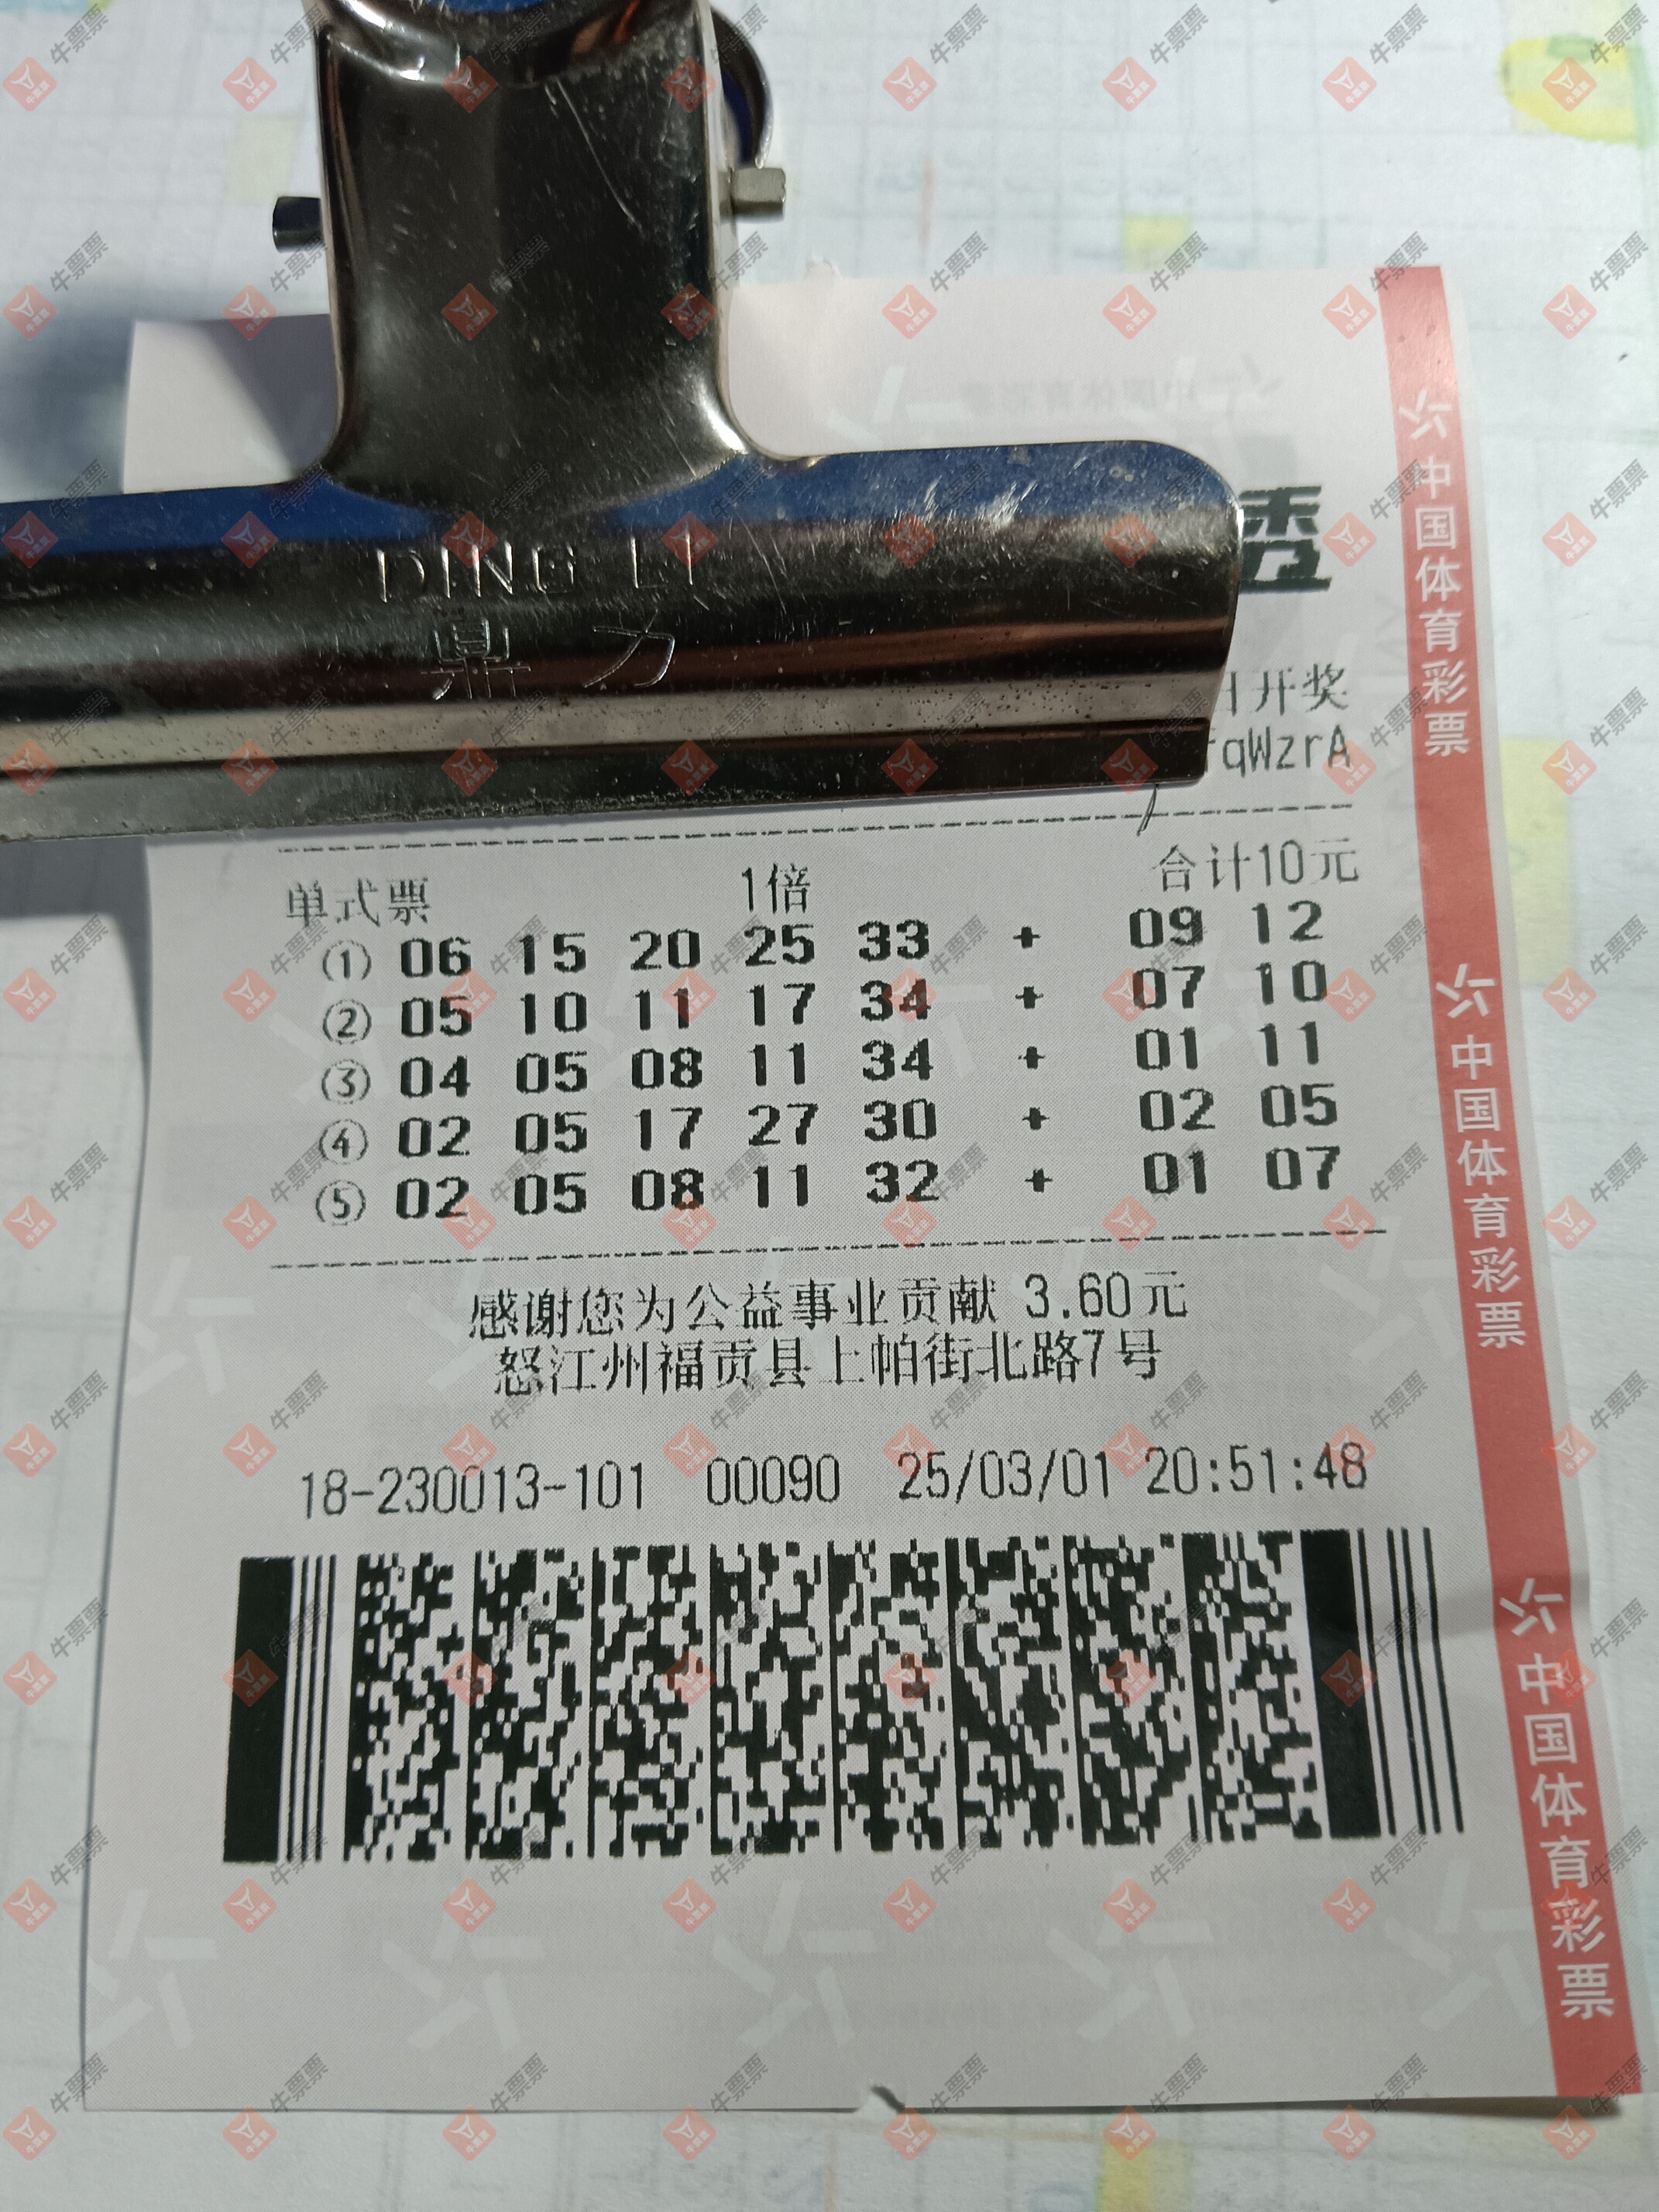 DING LI
鼎力
透
日开奖
qWzrA
单式票 1倍 合计10元
① 06 15 20 25 33 + 09 12
② 05 10 11 17 34 + 07 10
③ 04 05 08 11 34 + 01 11
④ 02 05 17 27 30 + 02 05
⑤ 02 05 08 11 32 + 01 07
感谢您为公益事业贡献 3.60元
怒江州福贡县上帕街北路7号
18-230013-101 00090 25/03/01 20:51:48
中国体育彩票
中国体育彩票
中国体育彩票
牛票票